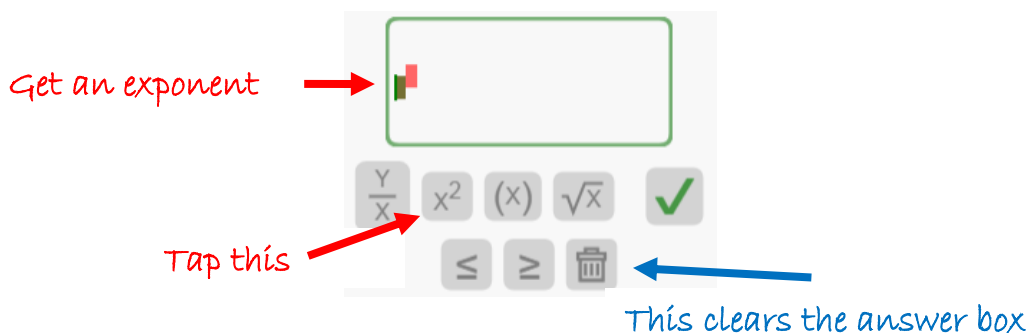 Get an exponent
Y
X
x²
(x)
√x
Tap this
≤
≥
This clears the answer box